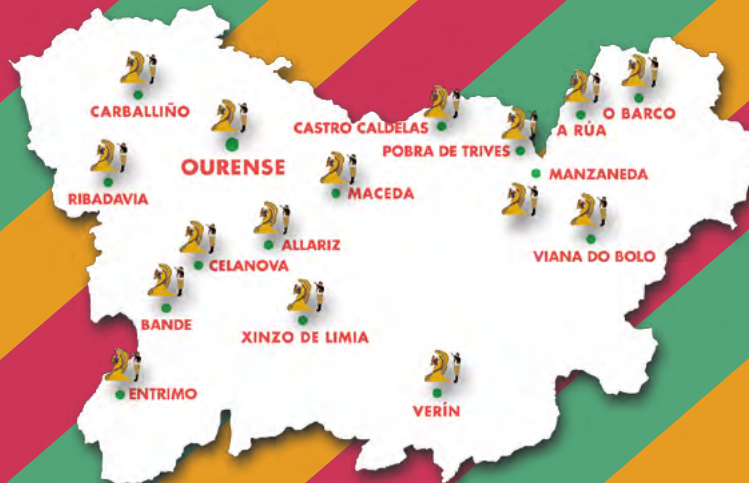 CARBALLIÑO
O BARCO
CASTRO CALDELAS
A RÚA
POBRA DE TRIVES
OURENSE
MANZANEDA
MACEDA
RIBADAVIA
ALLARIZ
VIANA DO BOLO
CELANOVA
BANDE
XINZO DE LIMIA
ENTRIMO
VERÍN